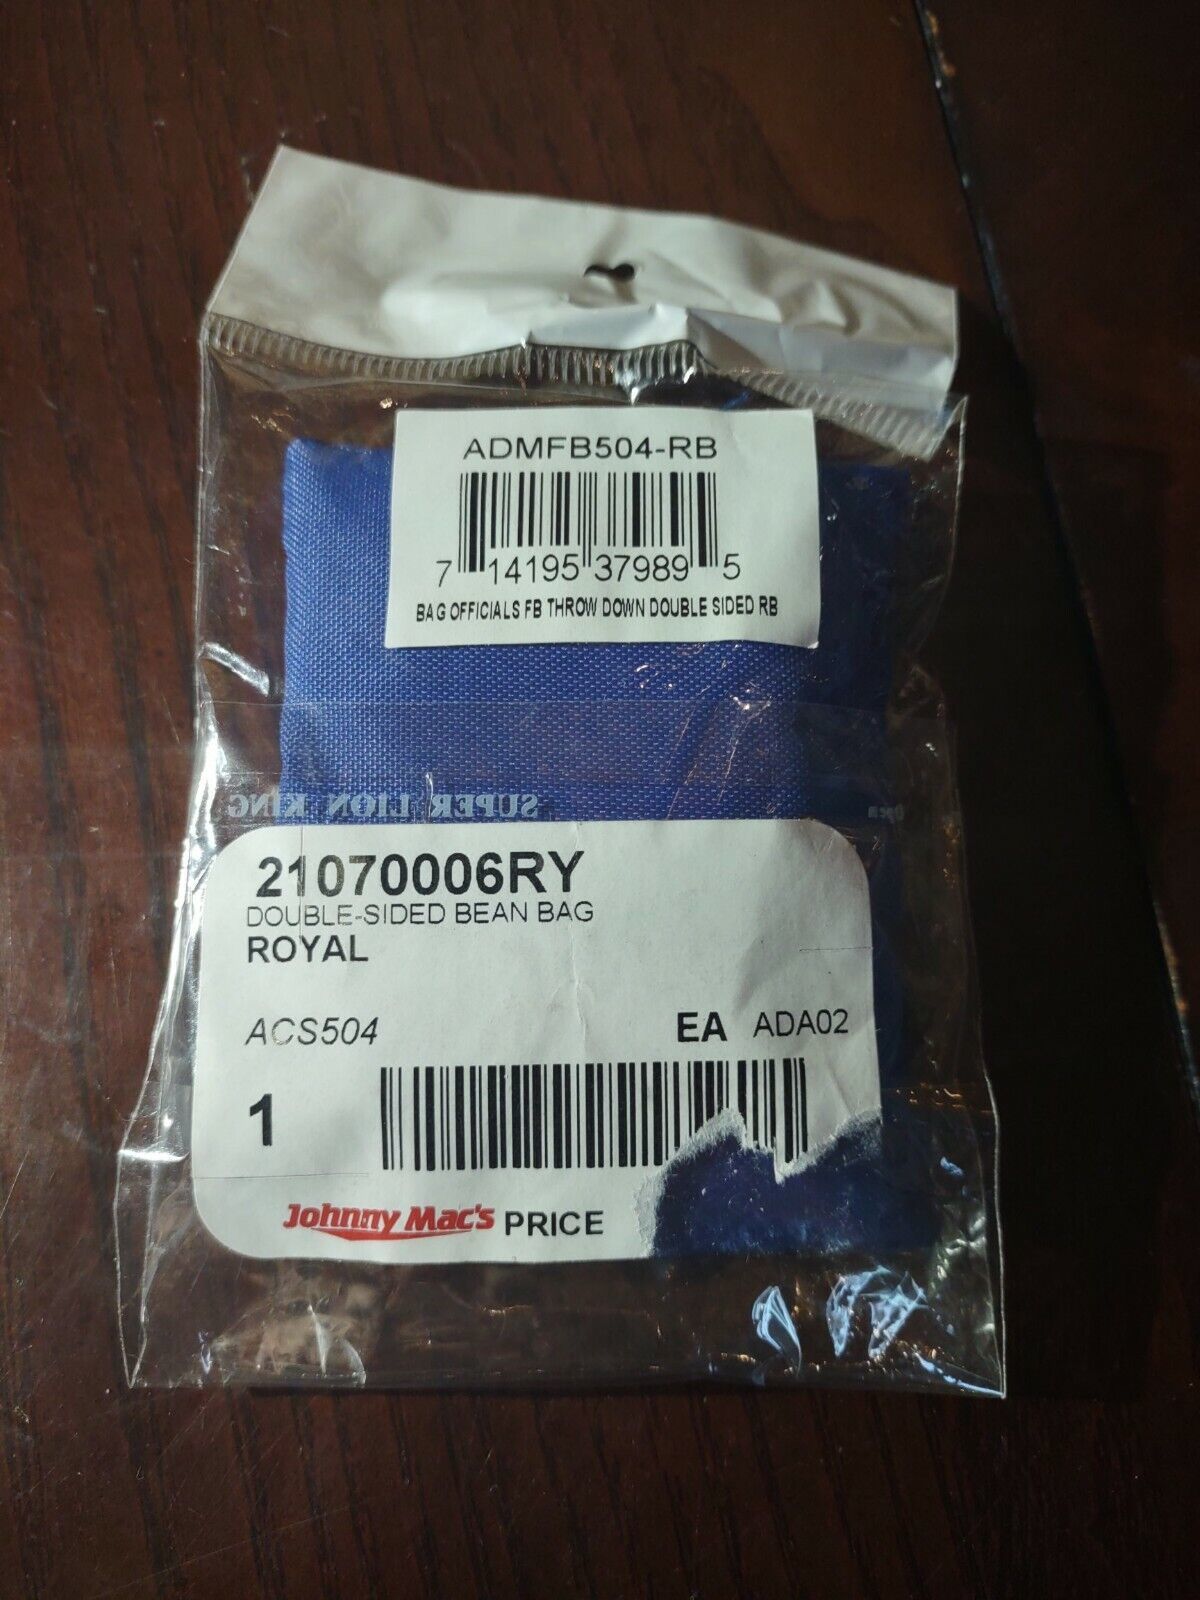 ADMFB504-RB
7 14195 37989 5
BAG OFFICIALS FB THROW DOWN DOUBLE SIDED RB
SUPER LION KING
Open
21070006RY
DOUBLE-SIDED BEAN BAG
ROYAL
ACS504 EA ADA02
1
Johnny Mac's PRICE